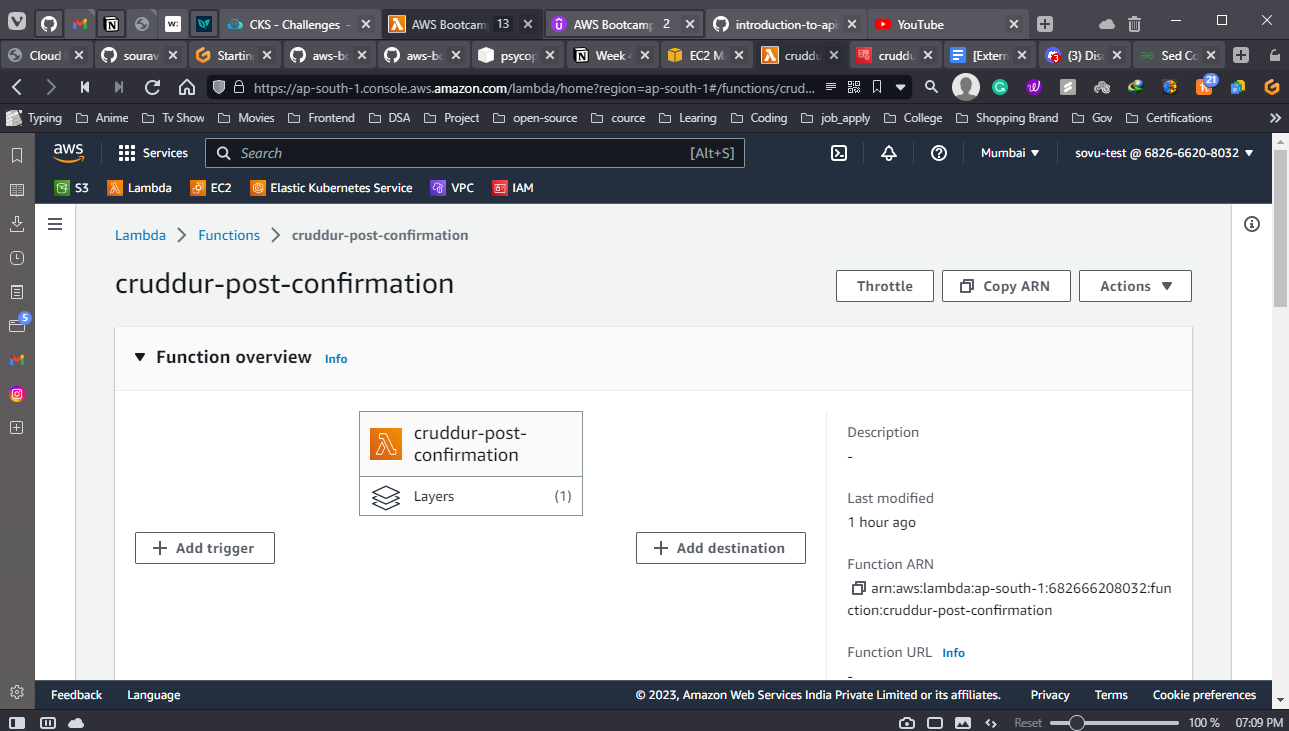 CKS - Challenges -
AWS Bootcamp 13
AWS Bootcamp 2
introduction-to-api
YouTube
Cloud
sourav
Startin
aws-bo
aws-bo
psycop
Week
EC2 M
cruddu
cruddu
[Extern
(3) Dis
Sed Co
https://ap-south-1.console.aws.amazon.com/lambda/home?region=ap-south-1#/functions/crud...
21
Typing
Anime
Tv Show
Movies
Frontend
DSA
Project
open-source
cource
Learing
Coding
job_apply
College
Shopping Brand
Gov
Certifications
aws
Services
Search
[Alt+S]
Mumbai
sovu-test @ 6826-6620-8032
S3
Lambda
EC2
Elastic Kubernetes Service
VPC
IAM
Lambda
Functions
cruddur-post-confirmation
cruddur-post-confirmation
Throttle
Copy ARN
Actions
5
Function overview Info
cruddur-post-
confirmation
Layers (1)
Add trigger
Add destination
Description
-
Last modified
1 hour ago
Function ARN
arn:aws:lambda:ap-south-1:682666208032:fun
ction:cruddur-post-confirmation
Function URL Info
-
Feedback
Language
© 2023, Amazon Web Services India Private Limited or its affiliates.
Privacy
Terms
Cookie preferences
Reset
100 %
07:09 PM